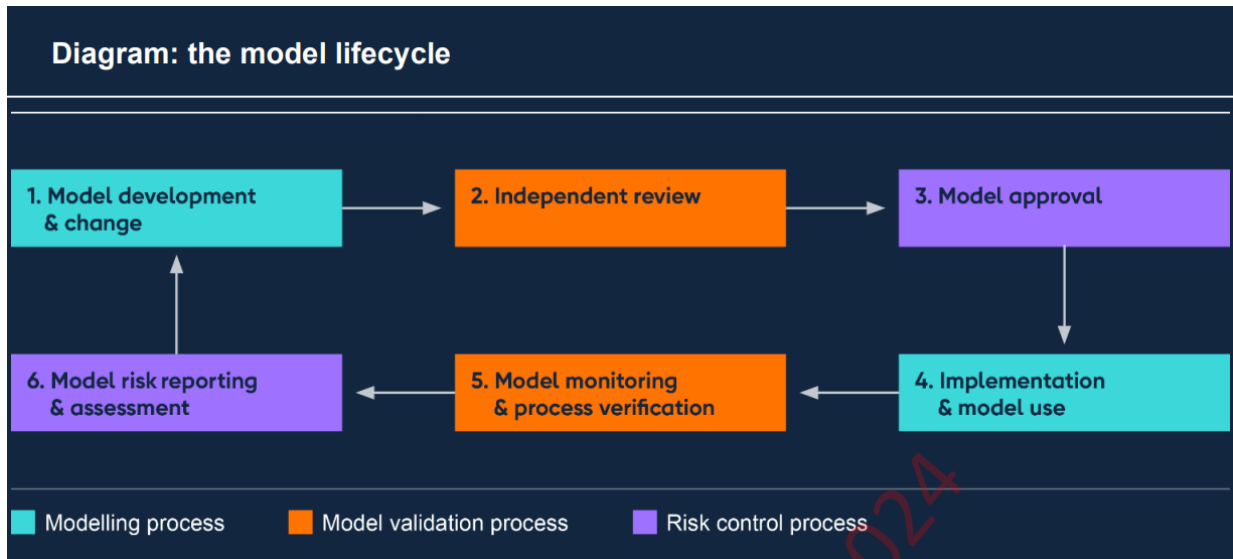 Diagram: the model lifecycle
1. Model development
& change
2. Independent review
3. Model approval
6. Model risk reporting
& assessment
5. Model monitoring
& process verification
4. Implementation
& model use
Modelling process
Model validation process
Risk control process
024